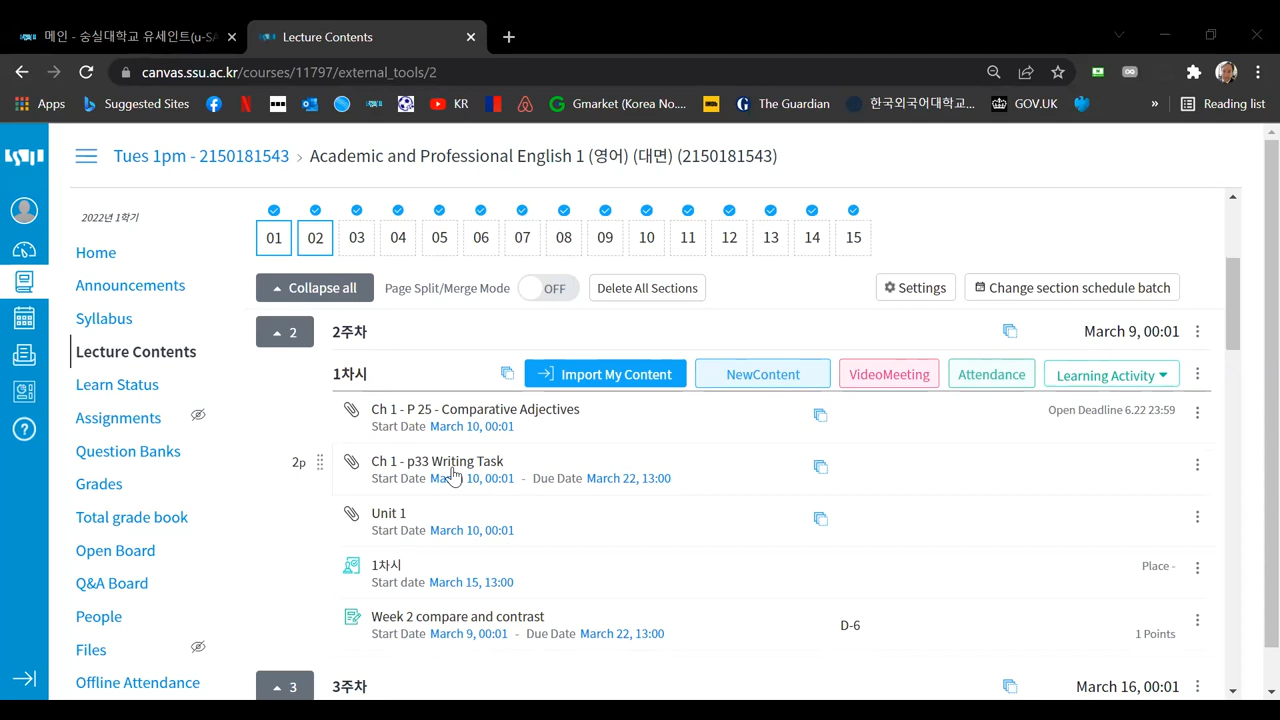 메인 - 숭실대학교 유세인트(u-SA
Lecture Contents
canvas.ssu.ac.kr/courses/11797/external_tools/2
Apps
Suggested Sites
KR
Gmarket (Korea No....
The Guardian
한국외국어대학교...
GOV.UK
»
Reading list
Tues 1pm - 2150181543 > Academic and Professional English 1 (영어) (대면) (2150181543)
2022년 1학기
Home
Announcements
Syllabus
Lecture Contents
Learn Status
Assignments
Question Banks
Grades
Total grade book
Open Board
Q&A Board
People
Files
Offline Attendance
01 02 03 04 05 06 07 08 09 10 11 12 13 14 15
Collapse all
Page Split/Merge Mode OFF
Delete All Sections
Settings
Change section schedule batch
2 2주차 March 9, 00:01
1차시 Import My Content NewContent VideoMeeting Attendance Learning Activity
Ch 1 - P 25 - Comparative Adjectives
Start Date March 10, 00:01
Open Deadline 6.22 23:59
2p
Ch 1 - p33 Writing Task
Start Date March 10, 00:01 - Due Date March 22, 13:00
Unit 1
Start Date March 10, 00:01
1차시
Start date March 15, 13:00
Place -
Week 2 compare and contrast
Start Date March 9, 00:01 - Due Date March 22, 13:00
D-6
1 Points
3 3주차 March 16, 00:01